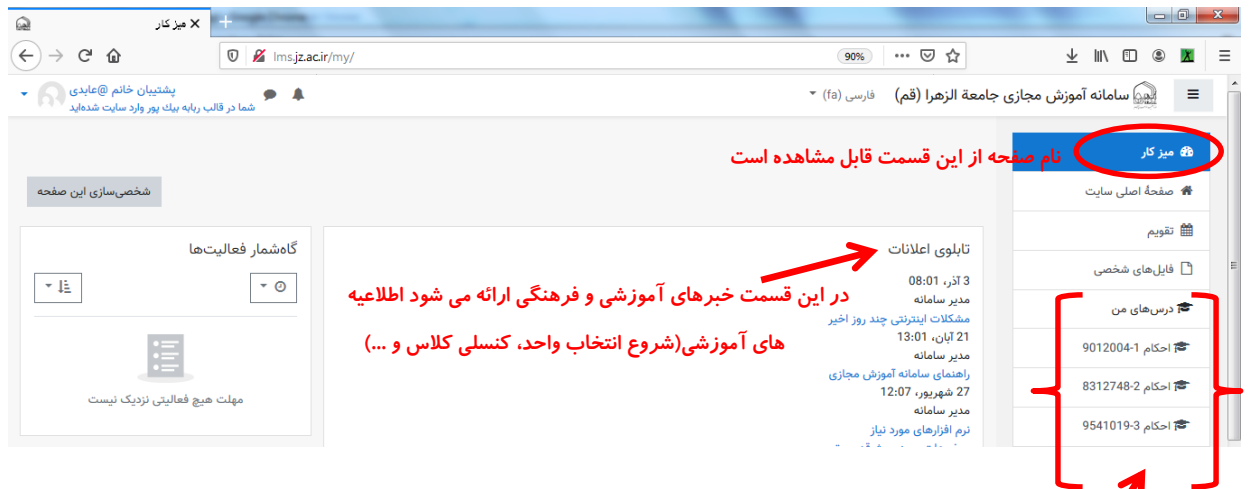 میز کار
lms.jz.ac.ir/my/
90%
سامانه آموزش مجازی جامعة الزهرا (قم)
فارسی (fa)
پشتیبان خانم @عابدی
شما در قالب ربابه بیک پور وارد سایت شده‌اید
میز کار
نام صفحه از این قسمت قابل مشاهده است
صفحهٔ اصلی سایت
شخصی‌سازی این صفحه
تقویم
فایل‌های شخصی
درس‌های من
احکام 1-9012004
احکام 2-8312748
احکام 3-9541019
تابلوی اعلانات
3 آذر، 08:01
مدیر سامانه
مشکلات اینترنتی چند روز اخیر
21 آبان، 13:01
مدیر سامانه
راهنمای سامانه آموزش مجازی
27 شهریور، 12:07
مدیر سامانه
نرم افزارهای مورد نیاز
در این قسمت خبرهای آموزشی و فرهنگی ارائه می شود اطلاعیه
های آموزشی(شروع انتخاب واحد، کنسلی کلاس و ...)
گاه‌شمار فعالیت‌ها
مهلت هیچ فعالیتی نزدیک نیست